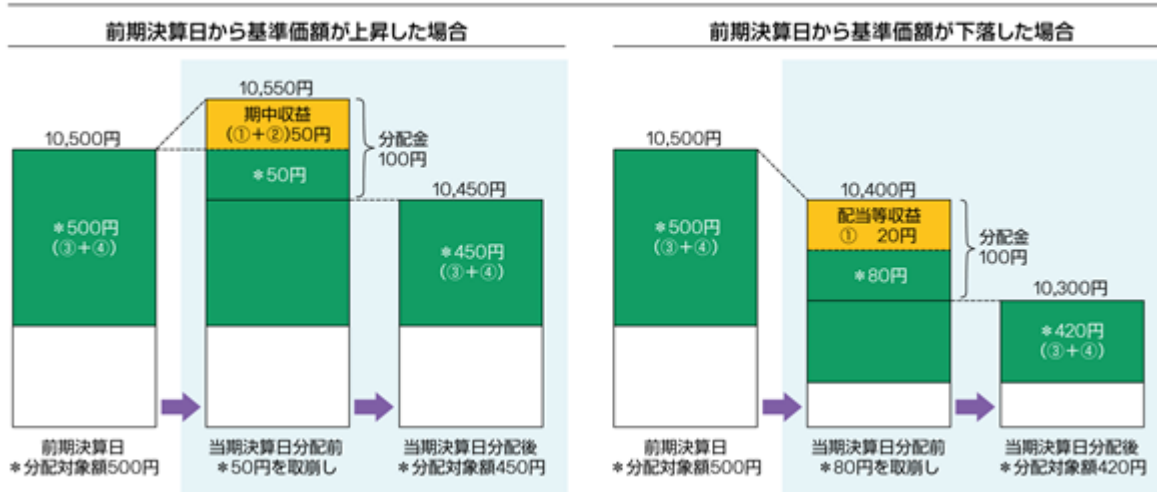 前期決算日から基準価額が上昇した場合
10,500円
＊500円
(③＋④)
前期決算日
＊分配対象額500円
10,550円
期中収益
(①＋②)50円
＊50円
分配金
100円
当期決算日分配前
＊50円を取崩し
10,450円
＊450円
(③＋④)
当期決算日分配後
＊分配対象額450円
前期決算日から基準価額が下落した場合
10,500円
＊500円
(③＋④)
前期決算日
＊分配対象額500円
10,400円
配当等収益
① 20円
＊80円
分配金
100円
当期決算日分配前
＊80円を取崩し
10,300円
＊420円
(③＋④)
当期決算日分配後
＊分配対象額420円